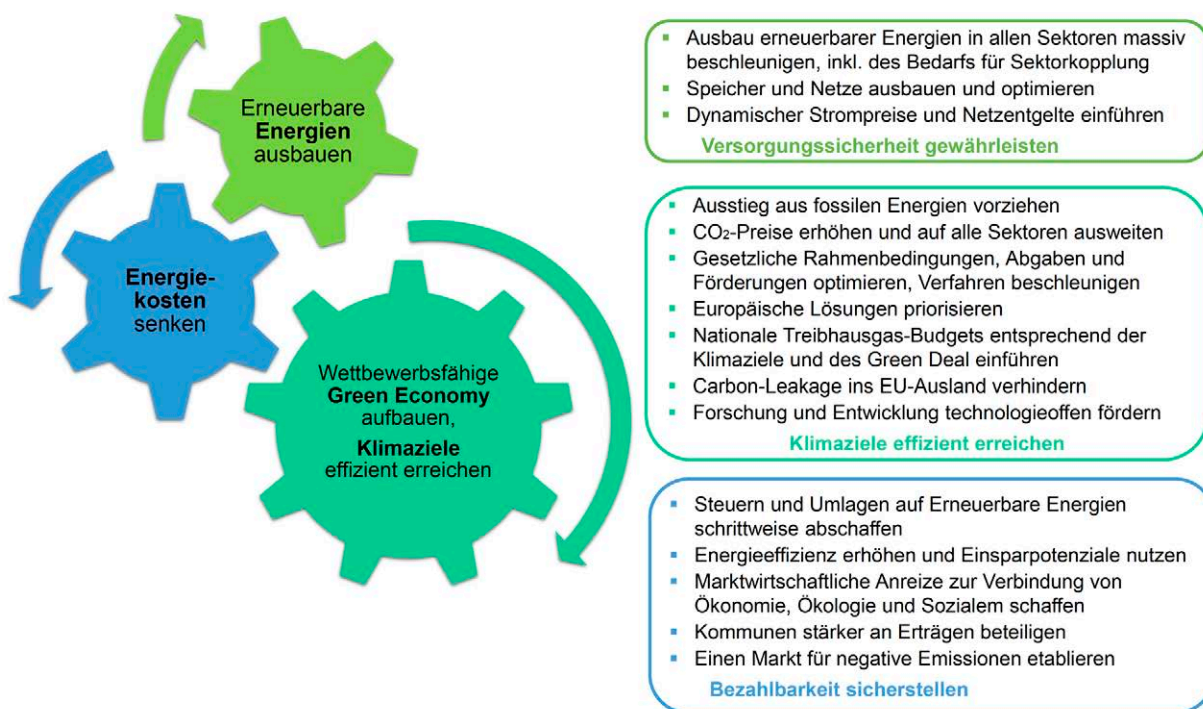 Erneuerbare
Energien
ausbauen
Energie-
kosten
senken
Wettbewerbsfähige
Green Economy
aufbauen,
Klimaziele
effizient erreichen
▪ Ausbau erneuerbarer Energien in allen Sektoren massiv
beschleunigen, inkl. des Bedarfs für Sektorkopplung
▪ Speicher und Netze ausbauen und optimieren
▪ Dynamischer Strompreise und Netzentgelte einführen
Versorgungssicherheit gewährleisten
▪ Ausstieg aus fossilen Energien vorziehen
▪ CO₂-Preise erhöhen und auf alle Sektoren ausweiten
▪ Gesetzliche Rahmenbedingungen, Abgaben und
Förderungen optimieren, Verfahren beschleunigen
▪ Europäische Lösungen priorisieren
▪ Nationale Treibhausgas-Budgets entsprechend der
Klimaziele und des Green Deal einführen
▪ Carbon-Leakage ins EU-Ausland verhindern
▪ Forschung und Entwicklung technologieoffen fördern
Klimaziele effizient erreichen
▪ Steuern und Umlagen auf Erneuerbare Energien
schrittweise abschaffen
▪ Energieeffizienz erhöhen und Einsparpotenziale nutzen
▪ Marktwirtschaftliche Anreize zur Verbindung von
Ökonomie, Ökologie und Sozialem schaffen
▪ Kommunen stärker an Erträgen beteiligen
▪ Einen Markt für negative Emissionen etablieren
Bezahlbarkeit sicherstellen